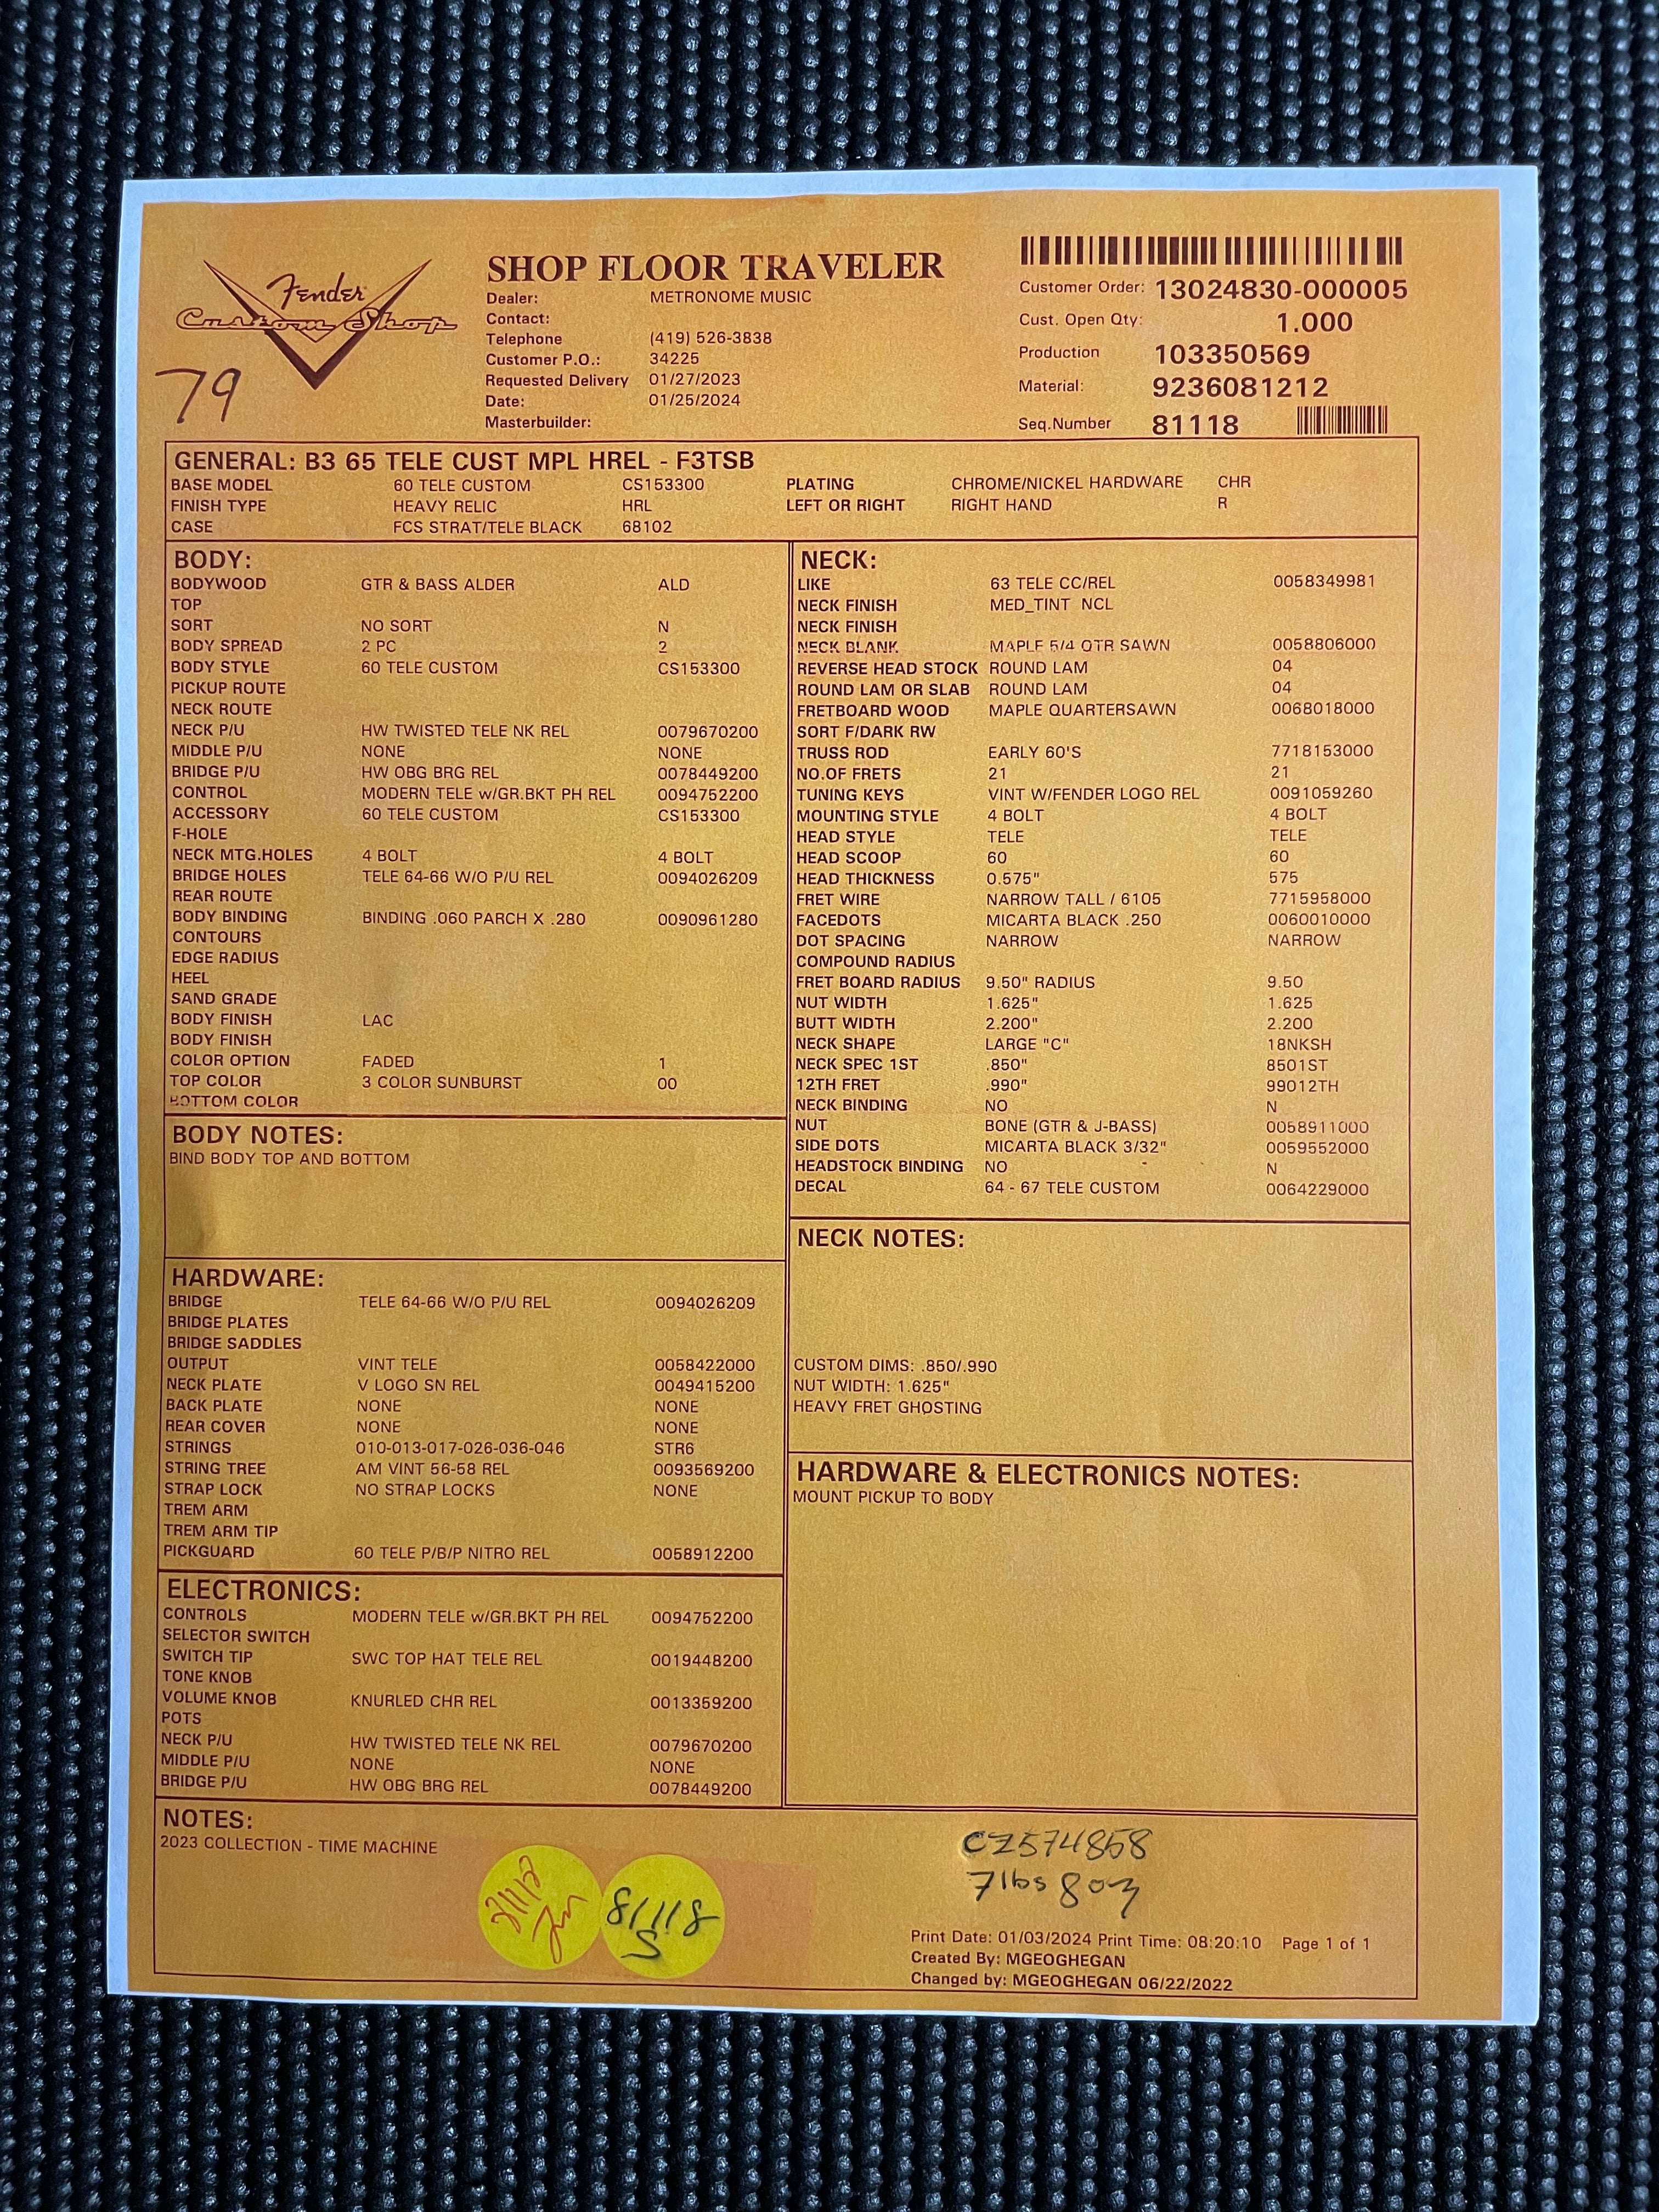 Fender
Custom Shop
79
SHOP FLOOR TRAVELER
Dealer: METRONOME MUSIC
Contact:
Telephone (419) 526-3838
Customer P.O.: 34225
Requested Delivery 01/27/2023
Date: 01/25/2024
Masterbuilder:
Customer Order: 13024830-000005
Cust. Open Qty: 1.000
Production 103350569
Material: 9236081212
Seq.Number 81118
GENERAL: B3 65 TELE CUST MPL HREL - F3TSB
BASE MODEL 60 TELE CUSTOM CS153300 PLATING CHROME/NICKEL HARDWARE CHR
FINISH TYPE HEAVY RELIC HRL LEFT OR RIGHT RIGHT HAND R
CASE FCS STRAT/TELE BLACK 68102
BODY:
BODYWOOD GTR & BASS ALDER ALD
TOP
SORT NO SORT N
BODY SPREAD 2 PC 2
BODY STYLE 60 TELE CUSTOM CS153300
PICKUP ROUTE
NECK ROUTE
NECK P/U HW TWISTED TELE NK REL 0079670200
MIDDLE P/U NONE NONE
BRIDGE P/U HW OBG BRG REL 0078449200
CONTROL MODERN TELE w/GR.BKT PH REL 0094752200
ACCESSORY 60 TELE CUSTOM CS153300
F-HOLE
NECK MTG.HOLES 4 BOLT 4 BOLT
BRIDGE HOLES TELE 64-66 W/O P/U REL 0094026209
REAR ROUTE
BODY BINDING BINDING .060 PARCH X .280 0090961280
CONTOURS
EDGE RADIUS
HEEL
SAND GRADE
BODY FINISH LAC
BODY FINISH
COLOR OPTION FADED 1
TOP COLOR 3 COLOR SUNBURST 00
BOTTOM COLOR
BODY NOTES:
BIND BODY TOP AND BOTTOM
HARDWARE:
BRIDGE TELE 64-66 W/O P/U REL 0094026209
BRIDGE PLATES
BRIDGE SADDLES
OUTPUT VINT TELE 0058422000
NECK PLATE V LOGO SN REL 0049415200
BACK PLATE NONE NONE
REAR COVER NONE NONE
STRINGS 010-013-017-026-036-046 STR6
STRING TREE AM VINT 56-58 REL 0093569200
STRAP LOCK NO STRAP LOCKS NONE
TREM ARM
TREM ARM TIP
PICKGUARD 60 TELE P/B/P NITRO REL 0058912200
ELECTRONICS:
CONTROLS MODERN TELE w/GR.BKT PH REL 0094752200
SELECTOR SWITCH
SWITCH TIP SWC TOP HAT TELE REL 0019448200
TONE KNOB
VOLUME KNOB KNURLED CHR REL 0013359200
POTS
NECK P/U HW TWISTED TELE NK REL 0079670200
MIDDLE P/U NONE NONE
BRIDGE P/U HW OBG BRG REL 0078449200
NECK:
LIKE 63 TELE CC/REL 0058349981
NECK FINISH MED_TINT NCL
NECK FINISH
NECK BLANK MAPLE 5/4 QTR SAWN 0058806000
REVERSE HEAD STOCK ROUND LAM 04
ROUND LAM OR SLAB ROUND LAM 04
FRETBOARD WOOD MAPLE QUARTERSAWN 0068018000
SORT F/DARK RW
TRUSS ROD EARLY 60'S 7718153000
NO.OF FRETS 21 21
TUNING KEYS VINT W/FENDER LOGO REL 0091059260
MOUNTING STYLE 4 BOLT 4 BOLT
HEAD STYLE TELE TELE
HEAD SCOOP 60 60
HEAD THICKNESS 0.575" 575
FRET WIRE NARROW TALL / 6105 7715958000
FACEDOTS MICARTA BLACK .250 0060010000
DOT SPACING NARROW NARROW
COMPOUND RADIUS
FRET BOARD RADIUS 9.50" RADIUS 9.50
NUT WIDTH 1.625" 1.625
BUTT WIDTH 2.200" 2.200
NECK SHAPE LARGE "C" 18NKSH
NECK SPEC 1ST .850" 8501ST
12TH FRET .990" 99012TH
NECK BINDING NO N
NUT BONE (GTR & J-BASS) 0058911000
SIDE DOTS MICARTA BLACK 3/32" 0059552000
HEADSTOCK BINDING NO N
DECAL 64 - 67 TELE CUSTOM 0064229000
NECK NOTES:
CUSTOM DIMS: .850/.990
NUT WIDTH: 1.625"
HEAVY FRET GHOSTING
HARDWARE & ELECTRONICS NOTES:
MOUNT PICKUP TO BODY
NOTES:
2023 COLLECTION - TIME MACHINE
81118
S
CZ574858
7lbs 8oz
Print Date: 01/03/2024 Print Time: 08:20:10 Page 1 of 1
Created By: MGEOGHEGAN
Changed by: MGEOGHEGAN 06/22/2022